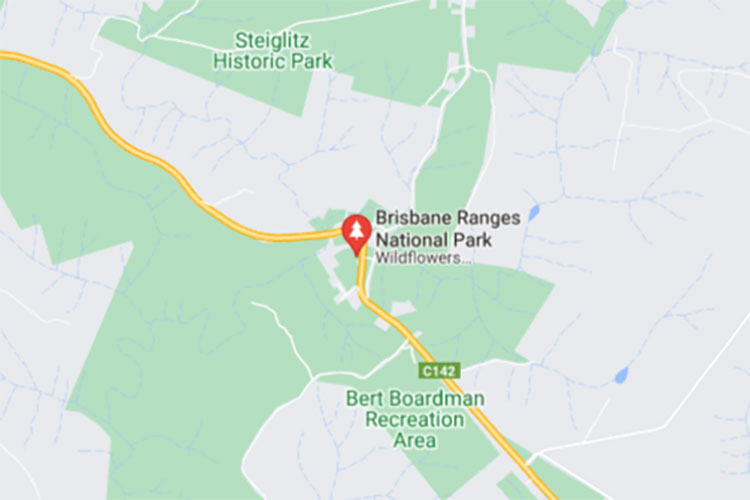 Steiglitz
Historic Park
Brisbane Ranges
National Park
Wildflowers...
C142
Bert Boardman
Recreation
Area